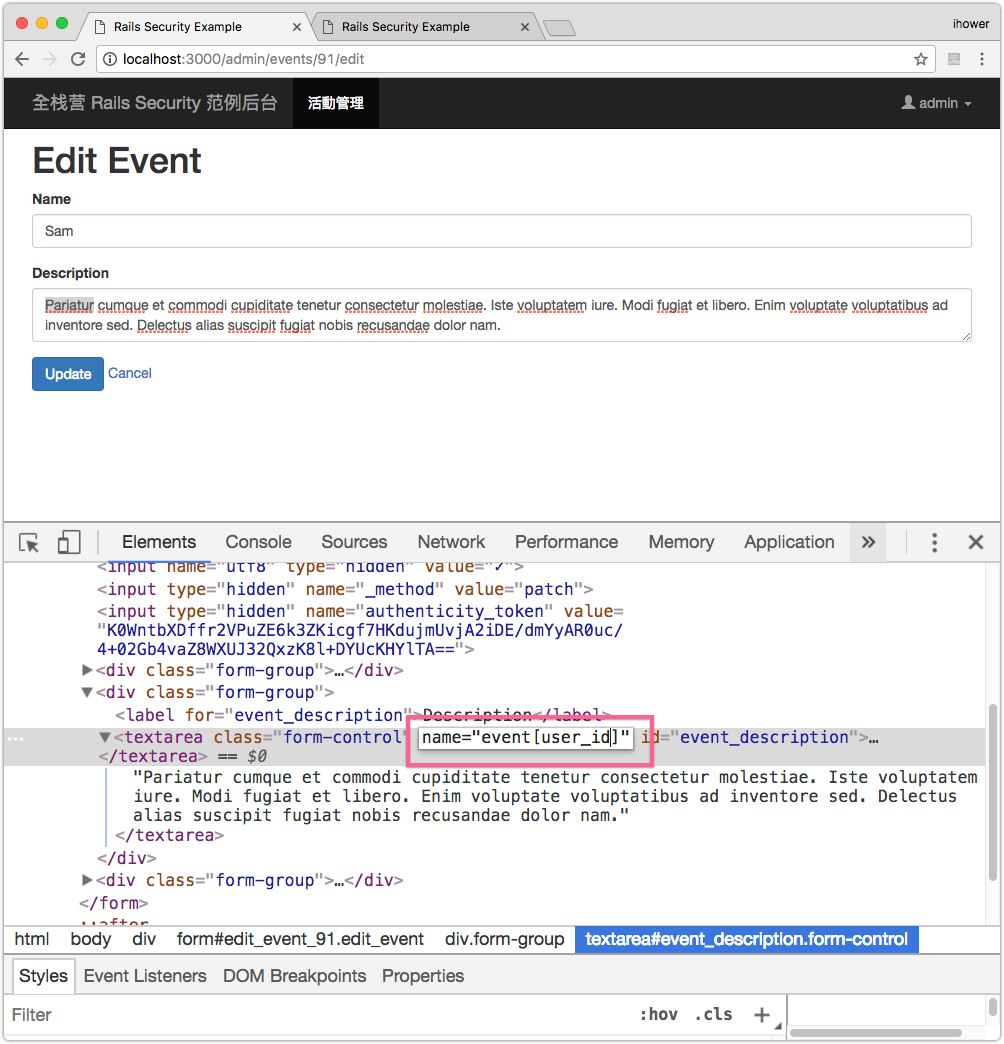 Rails Security Example
Rails Security Example
ihower
localhost:3000/admin/events/91/edit
全栈营 Rails Security 范例后台
活動管理
admin
Edit Event
Name
Sam
Description
Pariatur cumque et commodi cupiditate tenetur consectetur molestiae. Iste voluptatem iure. Modi fugiat et libero. Enim voluptate voluptatibus ad
inventore sed. Delectus alias suscipit fugiat nobis recusandae dolor nam.
Update Cancel
Elements Console Sources Network Performance Memory Application »
<input name="utf8" type="hidden" value="✓">
<input type="hidden" name="_method" value="patch">
<input type="hidden" name="authenticity_token" value=
"K0WntbXDffr2VPuZE6k3ZKicgf7HKdujmUvjA2iDE/dmYyAR0uc/
4+02Gb4vaZ8WXUJ32QxzK8l+DYUcKHYlTA==">
▶<div class="form-group">…</div>
▼<div class="form-group">
<label for="event_description">Description</label>
▼<textarea class="form-control" name="event[user_id]" id="event_description">…
</textarea> == $0
"Pariatur cumque et commodi cupiditate tenetur consectetur molestiae. Iste voluptatem
iure. Modi fugiat et libero. Enim voluptate voluptatibus ad inventore sed. Delectus
alias suscipit fugiat nobis recusandae dolor nam."
</textarea>
</div>
▶<div class="form-group">…</div>
</form>
::after
html body div form#edit_event_91.edit_event div.form-group textarea#event_description.form-control
Styles Event Listeners DOM Breakpoints Properties
Filter :hov .cls +